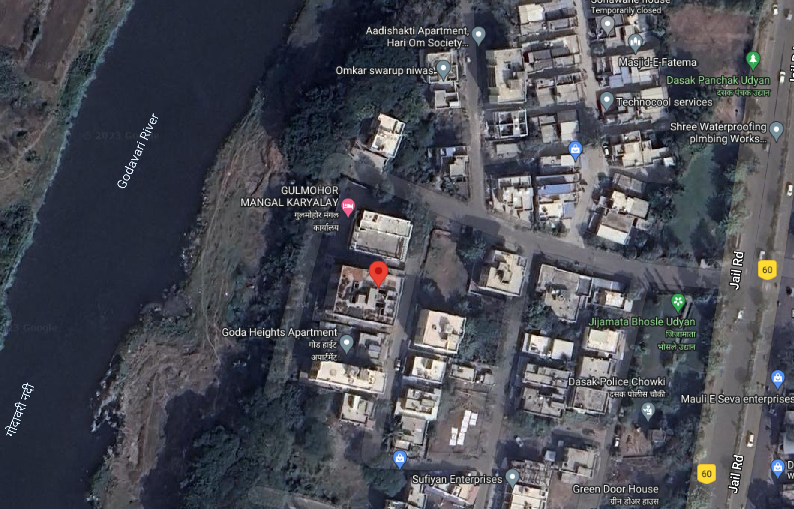 Sonawane house
Temporarily closed
Aadishakti Apartment,
Hari Om Society...
Omkar swarup niwas
Masjid-E-Fatema
Dasak Panchak Udyan
दसक पंचक उद्यान
Technocool services
Shree Waterproofing
plmbing Works...
Godavari River
GULMOHOR
MANGAL KARYALAY
गुलमोहोर मंगल
कार्यालय
Jail Rd
60
Jijamata Bhosle Udyan
जिजामाता
भोसले उद्यान
Goda Heights Apartment
गोड हाईट
अपार्टमेंट
Dasak Police Chowki
दसक पोलीस चौकी
Mauli E Seva enterprises
गोदावरी नदी
Sufiyan Enterprises
Green Door House
ग्रीन डोअर हाउस
60
Jail Rd